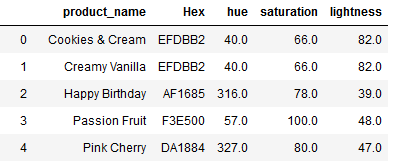 product_name Hex hue saturation lightness
0 Cookies & Cream EFDBB2 40.0 66.0 82.0
1 Creamy Vanilla EFDBB2 40.0 66.0 82.0
2 Happy Birthday AF1685 316.0 78.0 39.0
3 Passion Fruit F3E500 57.0 100.0 48.0
4 Pink Cherry DA1884 327.0 80.0 47.0